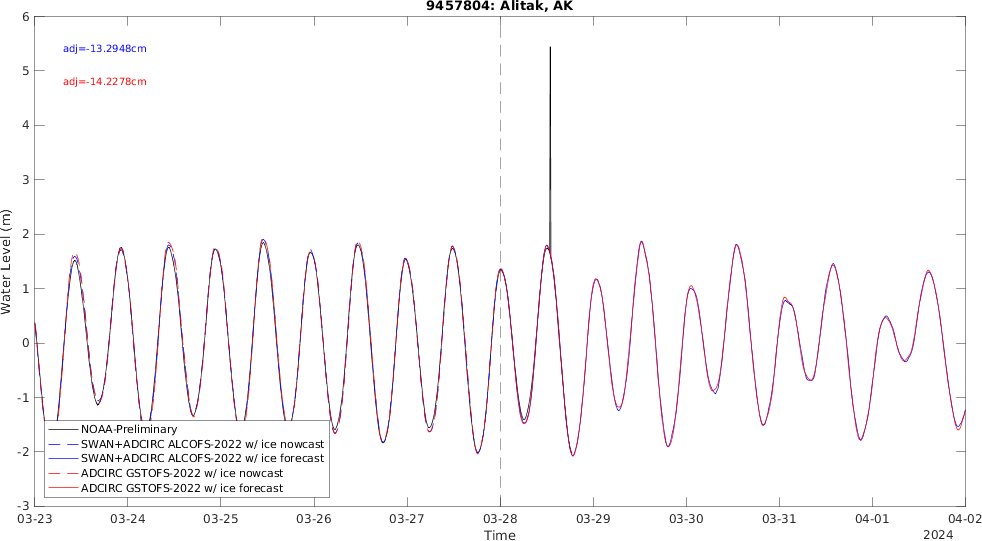 9457804: Alitak, AK
adj=-13.2948cm
adj=-14.2278cm
Water Level (m)
6
5
4
3
2
1
0
-1
-2
-3
NOAA-Preliminary
SWAN+ADCIRC ALCOFS-2022 w/ ice nowcast
SWAN+ADCIRC ALCOFS-2022 w/ ice forecast
ADCIRC GSTOFS-2022 w/ ice nowcast
ADCIRC GSTOFS-2022 w/ ice forecast
03-23 03-24 03-25 03-26 03-27 03-28 03-29 03-30 03-31 04-01 04-02
Time
2024